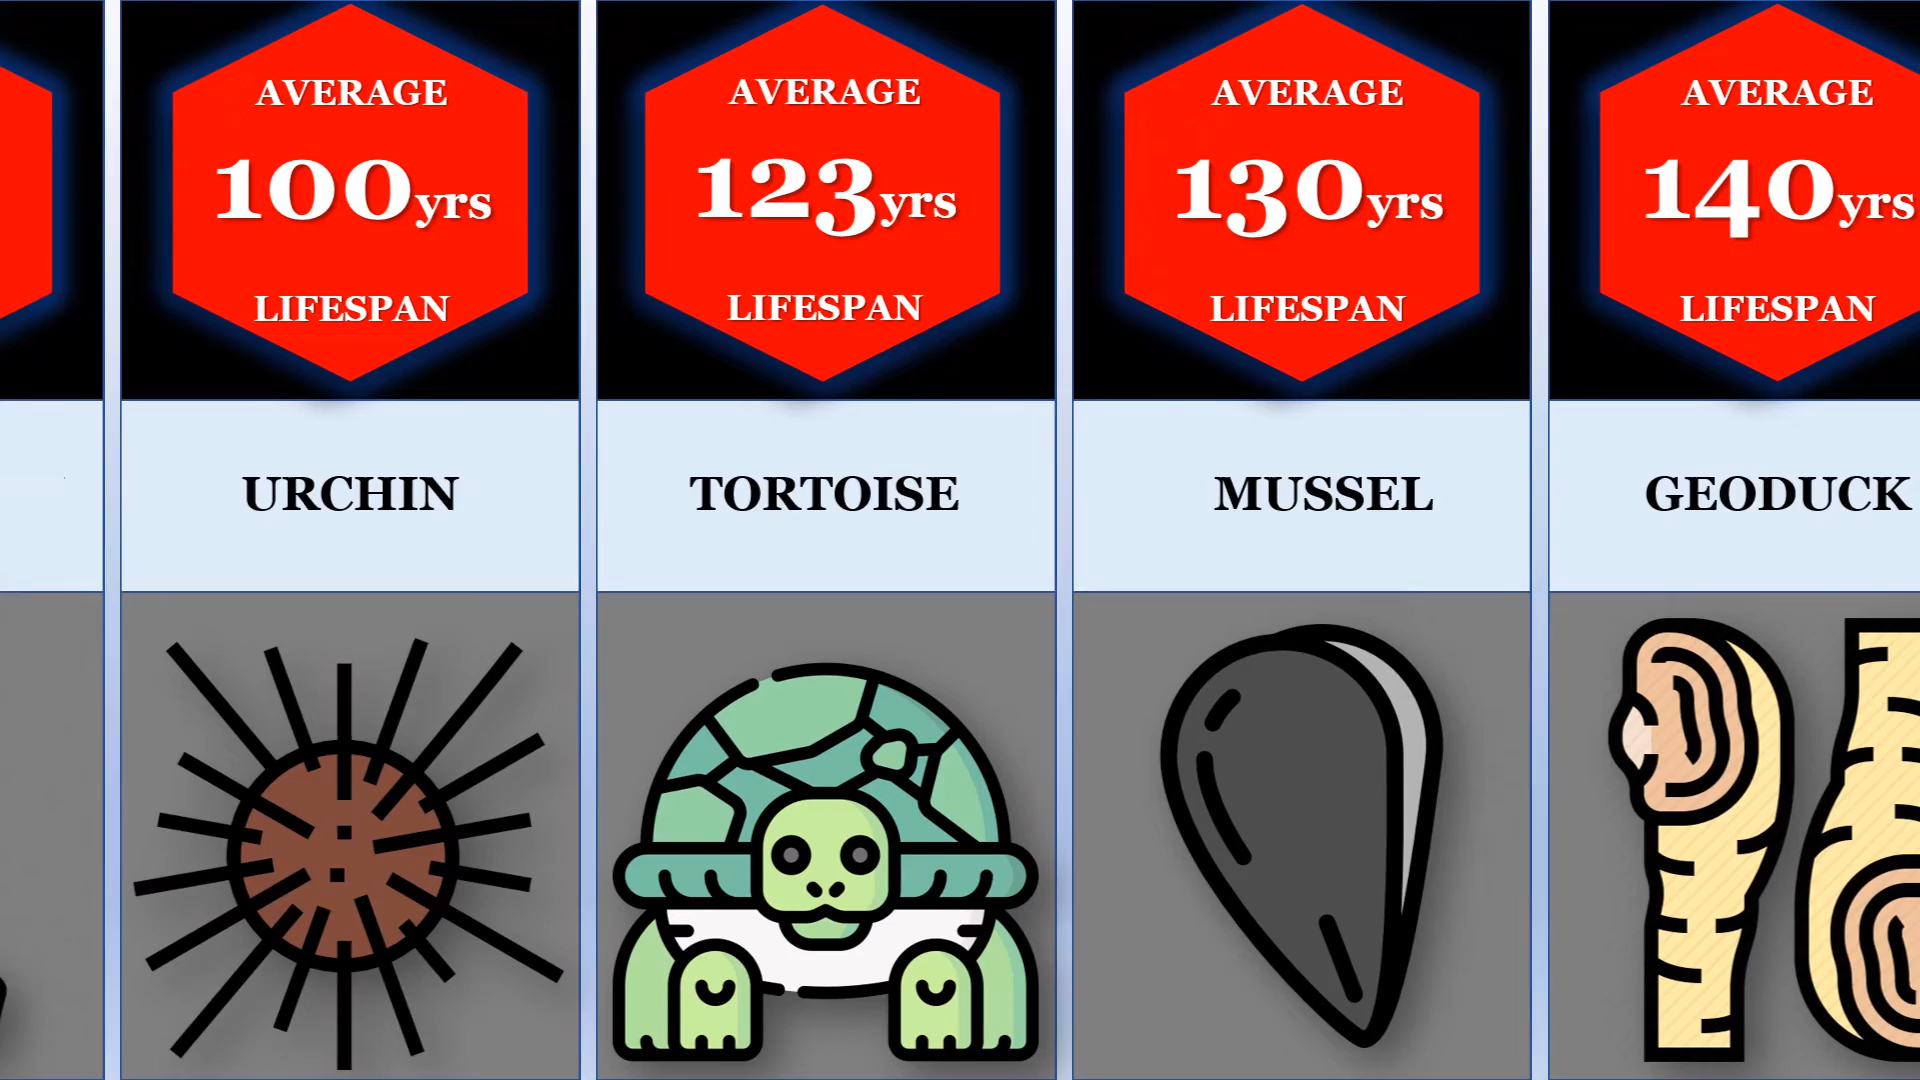 AVERAGE
100yrs
LIFESPAN
URCHIN
AVERAGE
123yrs
LIFESPAN
TORTOISE
AVERAGE
130yrs
LIFESPAN
MUSSEL
AVERAGE
140yrs
LIFESPAN
GEODUCK